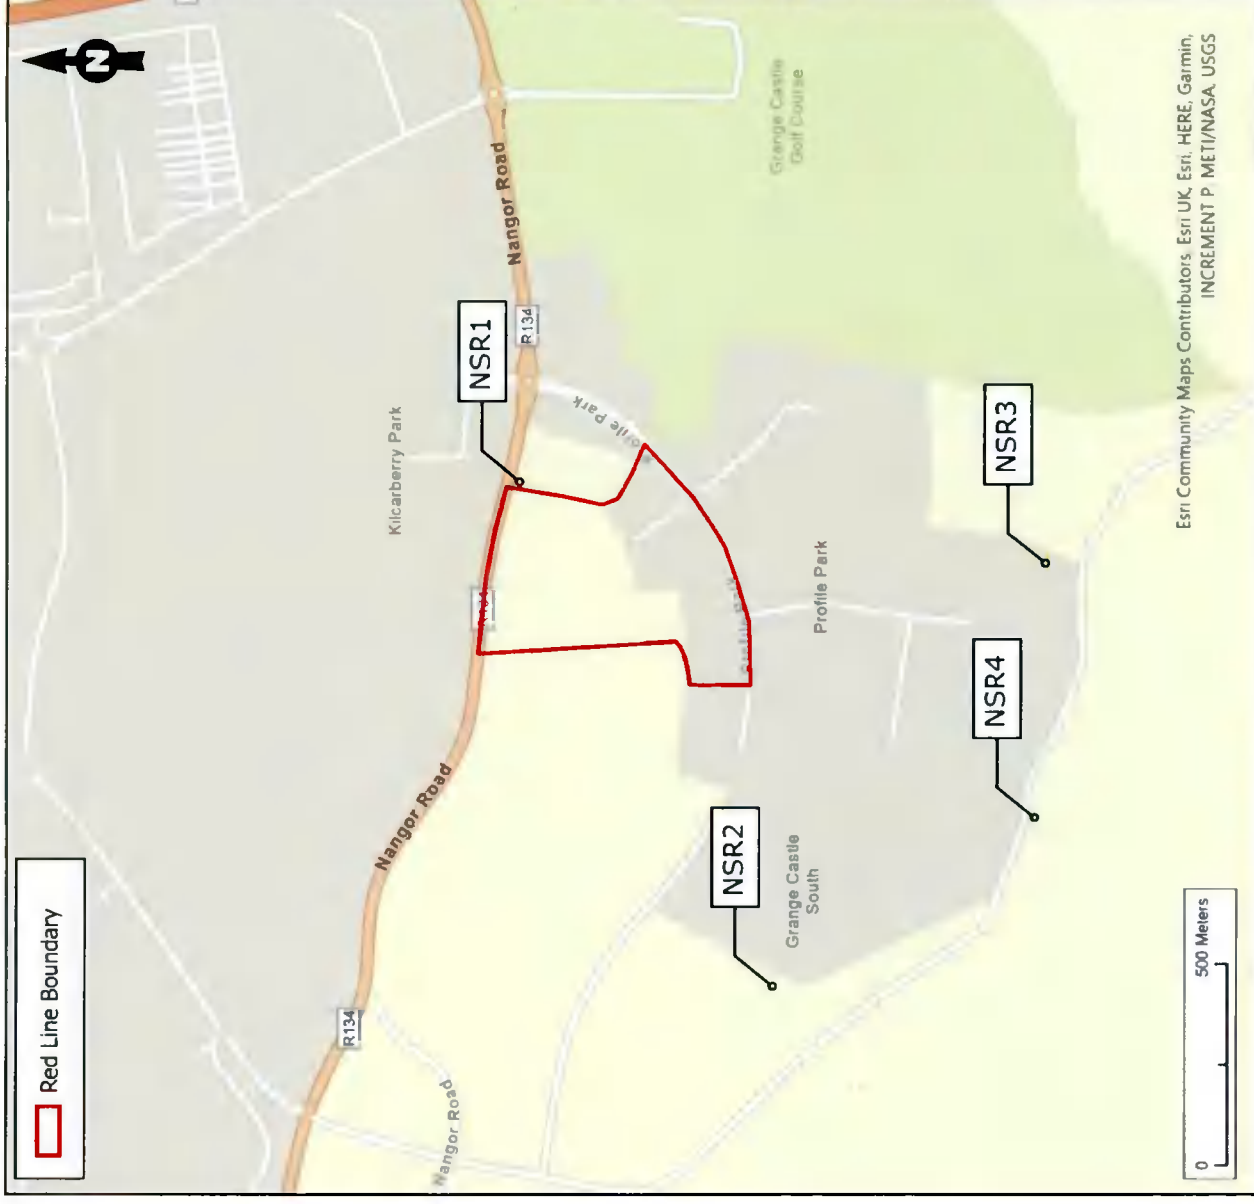 Red Line Boundary
N
R134
Nangor Road
Nangor Road
Kilcarberry Park
Nangor Road
NSR1
R134
ofile Park
NSR2
Grange Castle
South
Profile Park
Grange Castle
Golf Course
NSR4
NSR3
0
500 Meters
Esri Community Maps Contributors, Esri UK, Esri, HERE, Garmin,
INCREMENT P, METI/NASA, USGS